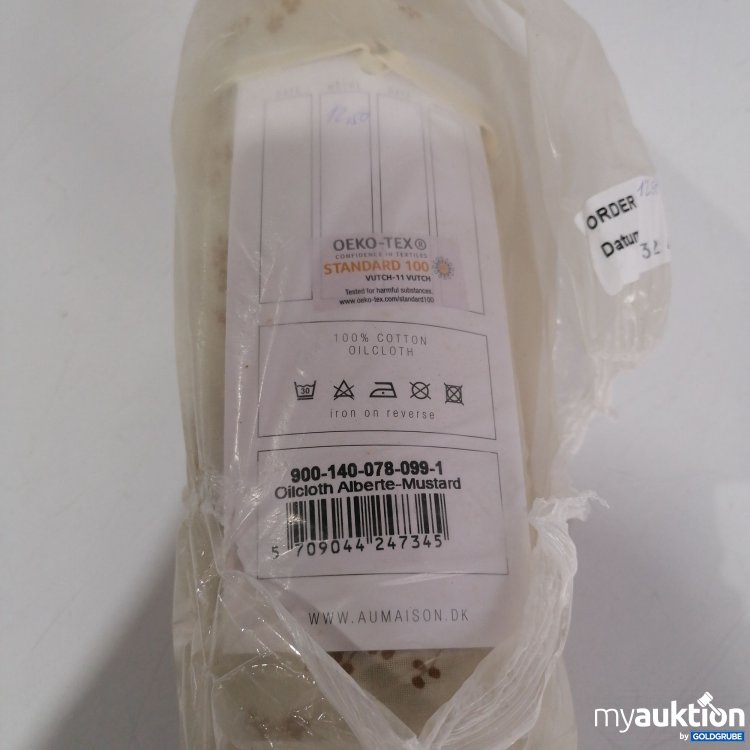 12,50
OEKO-TEX®
CONFIDENCE IN TEXTILES
STANDARD 100
VUTCH-11 VUTCH
Tested for harmful substances.
www.oeko-tex.com/standard100
100% COTTON
OILCLOTH
30
iron on reverse
900-140-078-099-1
Oilcloth Alberte-Mustard
5 709044 247345
WWW.AUMAISON.DK
ORDER
Datum
myauktion
by GOLDGRUBE